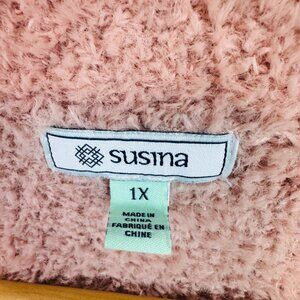 susina
1X
MADE IN
CHINA
FABRIQUÉ EN
CHINE